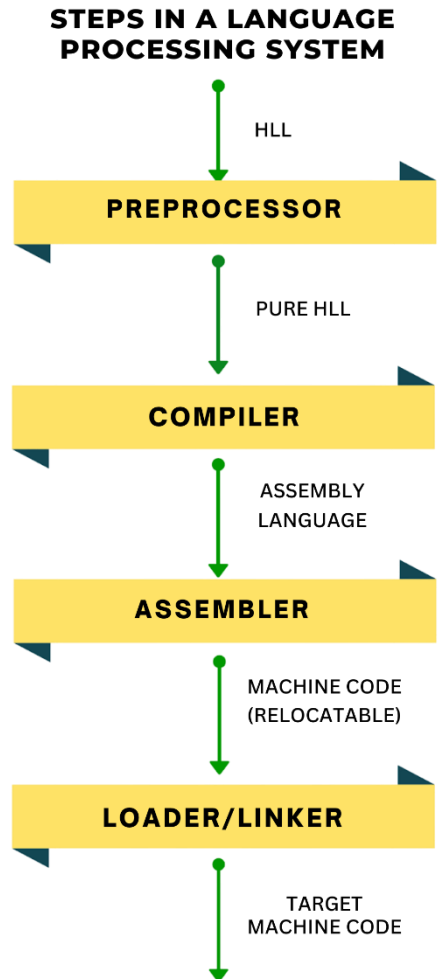 STEPS IN A LANGUAGE
PROCESSING SYSTEM
HLL
PREPROCESSOR
PURE HLL
COMPILER
ASSEMBLY
LANGUAGE
ASSEMBLER
MACHINE CODE
(RELOCATABLE)
LOADER/LINKER
TARGET
MACHINE CODE